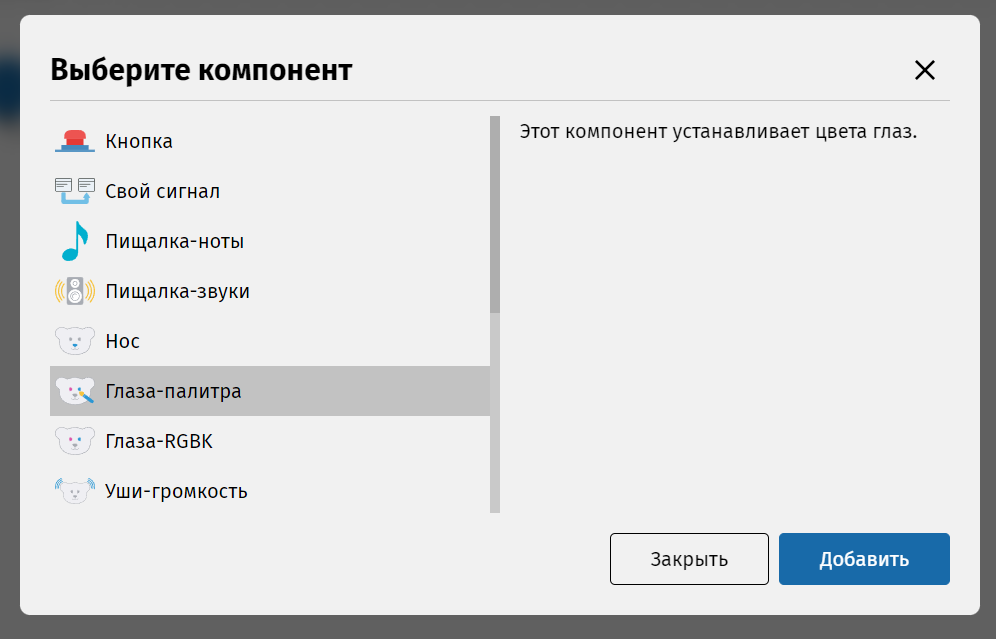 Выберите компонент
Кнопка
Свой сигнал
Пищалка-ноты
Пищалка-звуки
Нос
Глаза-палитра
Глаза-RGBK
Уши-громкость
Этот компонент устанавливает цвета глаз.
Закрыть
Добавить